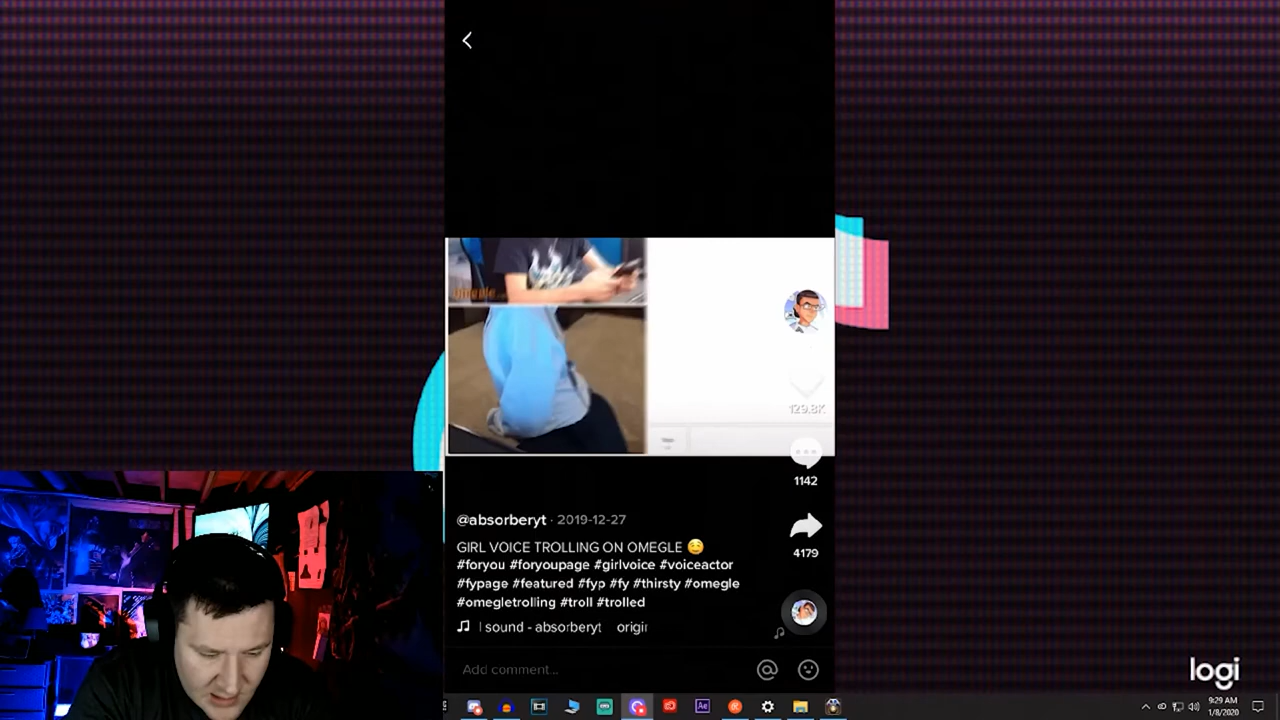 omegle
129.8K
1142
@absorberyt · 2019-12-27
4179
GIRL VOICE TROLLING ON OMEGLE 😏
#foryou #foryoupage #girlvoice #voiceactor
#fypage #featured #fyp #fy #thirsty #omegle
#omegletrolling #troll #trolled
l sound - absorberyt origir
Add comment...
logi
Ae
9:29 AM
1/8/2020